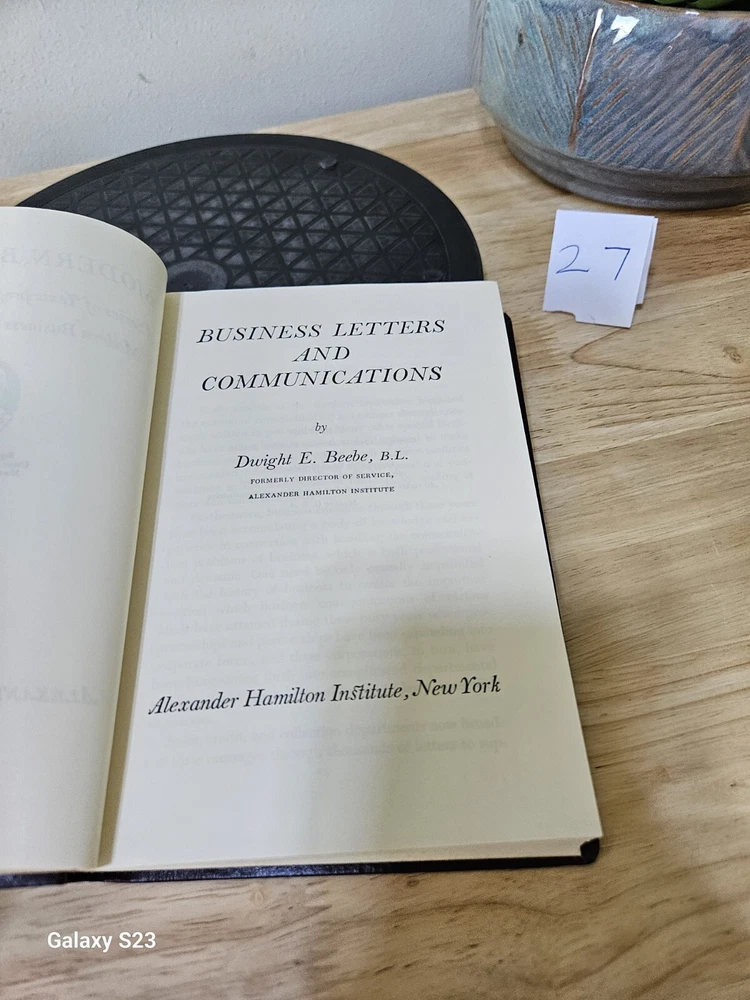 BUSINESS LETTERS
AND
COMMUNICATIONS
by
Dwight E. Beebe, B.L.
FORMERLY DIRECTOR OF SERVICE,
ALEXANDER HAMILTON INSTITUTE
Alexander Hamilton Institute, New York
27
Galaxy S23